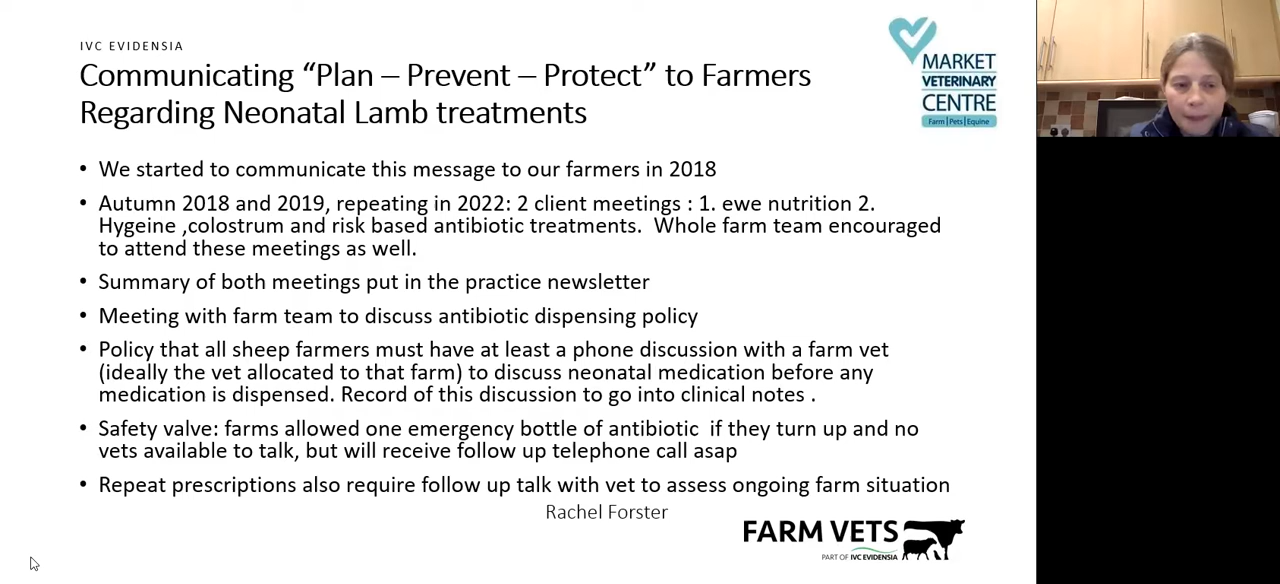 IVC EVIDENSIA
Communicating “Plan – Prevent – Protect” to Farmers
Regarding Neonatal Lamb treatments
MARKET
VETERINARY
CENTRE
Farm | Pets | Equine
• We started to communicate this message to our farmers in 2018
• Autumn 2018 and 2019, repeating in 2022: 2 client meetings : 1. ewe nutrition 2.
Hygeine ,colostrum and risk based antibiotic treatments. Whole farm team encouraged
to attend these meetings as well.
• Summary of both meetings put in the practice newsletter
• Meeting with farm team to discuss antibiotic dispensing policy
• Policy that all sheep farmers must have at least a phone discussion with a farm vet
(ideally the vet allocated to that farm) to discuss neonatal medication before any
medication is dispensed. Record of this discussion to go into clinical notes .
• Safety valve: farms allowed one emergency bottle of antibiotic if they turn up and no
vets available to talk, but will receive follow up telephone call asap
• Repeat prescriptions also require follow up talk with vet to assess ongoing farm situation
Rachel Forster
FARM VETS
PART OF IVC EVIDENSIA